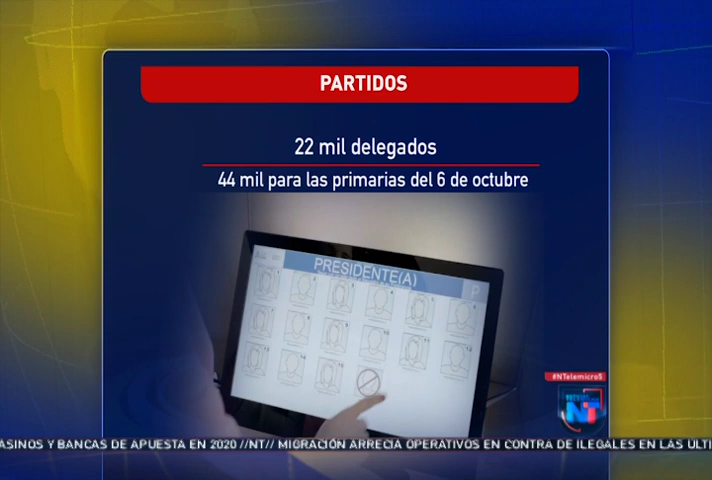 PARTIDOS
22 mil delegados
44 mil para las primarias del 6 de octubre
PRESIDENTE(A)
P
#NTelemicro5
NT
ASINOS Y BANCAS DE APUESTA EN 2020 //NT// MIGRACIÓN ARRECIA OPERATIVOS EN CONTRA DE ILEGALES EN LAS ULTI